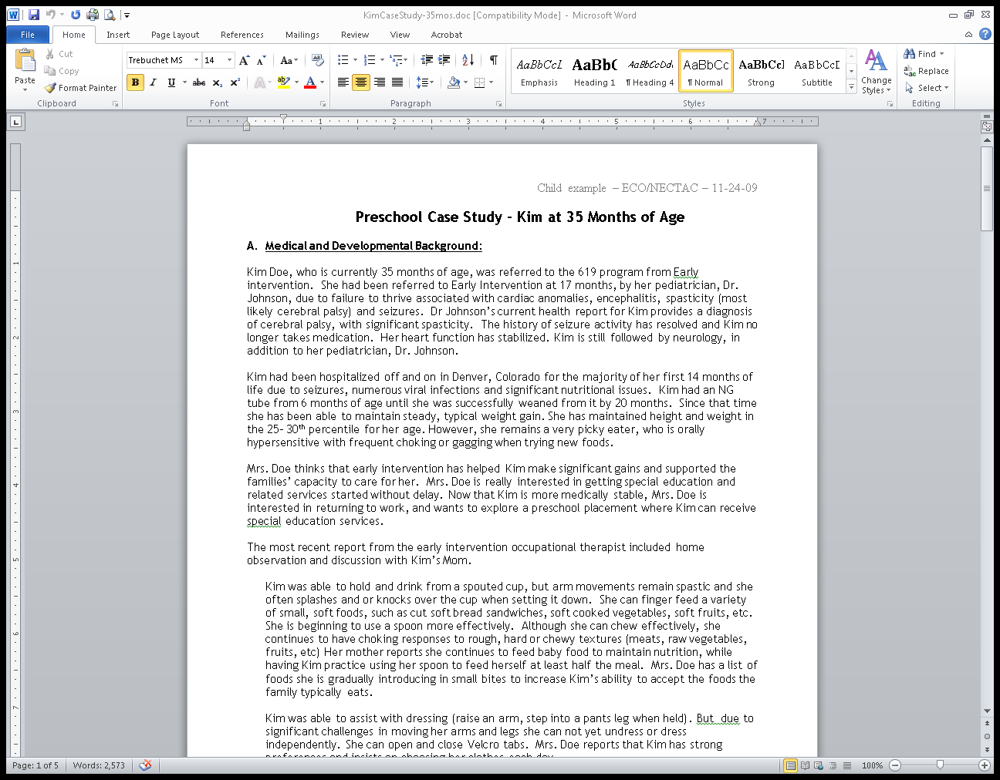 KimCaseStudy-35mos.doc [Compatibility Mode] - Microsoft Word
File Home Insert Page Layout References Mailings Review View Acrobat
Paste
Cut
Copy
Format Painter
Clipboard
Trebuchet MS 14
Font
Paragraph
AaBbCcL AaBb( AaBbCcDd AaBbCc AaBbCcl AaBbCcD
Emphasis Heading 1 ¶ Heading 4 ¶ Normal Strong Subtitle
Change Styles
Styles
Find
Replace
Select
Editing
1 2 3 4 5 6 7
Child example – ECO/NECTAC – 11-24-09
Preschool Case Study - Kim at 35 Months of Age
A. Medical and Developmental Background:
Kim Doe, who is currently 35 months of age, was referred to the 619 program from Early
intervention. She had been referred to Early Intervention at 17 months, by her pediatrician, Dr.
Johnson, due to failure to thrive associated with cardiac anomalies, encephalitis, spasticity (most
likely cerebral palsy) and seizures. Dr Johnson's current health report for Kim provides a diagnosis
of cerebral palsy, with significant spasticity. The history of seizure activity has resolved and Kim no
longer takes medication. Her heart function has stabilized. Kim is still followed by neurology, in
addition to her pediatrician, Dr. Johnson.
Kim had been hospitalized off and on in Denver, Colorado for the majority of her first 14 months of
life due to seizures, numerous viral infections and significant nutritional issues. Kim had an NG
tube from 6 months of age until she was successfully weaned from it by 20 months. Since that time
she has been able to maintain steady, typical weight gain. She has maintained height and weight in
the 25- 30th percentile for her age. However, she remains a very picky eater, who is orally
hypersensitive with frequent choking or gagging when trying new foods.
Mrs. Doe thinks that early intervention has helped Kim make significant gains and supported the
families' capacity to care for her. Mrs. Doe is really interested in getting special education and
related services started without delay. Now that Kim is more medically stable, Mrs. Doe is
interested in returning to work, and wants to explore a preschool placement where Kim can receive
special education services.
The most recent report from the early intervention occupational therapist included home
observation and discussion with Kim's Mom.
Kim was able to hold and drink from a spouted cup, but arm movements remain spastic and she
often splashes and or knocks over the cup when setting it down. She can finger feed a variety
of small, soft foods, such as cut soft bread sandwiches, soft cooked vegetables, soft fruits, etc.
She is beginning to use a spoon more effectively. Although she can chew effectively, she
continues to have choking responses to rough, hard or chewy textures (meats, raw vegetables,
fruits, etc) Her mother reports she continues to feed baby food to maintain nutrition, while
having Kim practice using her spoon to feed herself at least half the meal. Mrs. Doe has a list of
foods she is gradually introducing in small bites to increase Kim's ability to accept the foods the
family typically eats.
Kim was able to assist with dressing (raise an arm, step into a pants leg when held). But due to
significant challenges in moving her arms and legs she can not yet undress or dress
independently. She can open and close Velcro tabs. Mrs. Doe reports that Kim has strong
preferences and insists on choosing her clothes each day.
Page: 1 of 5 Words: 2,573 100%